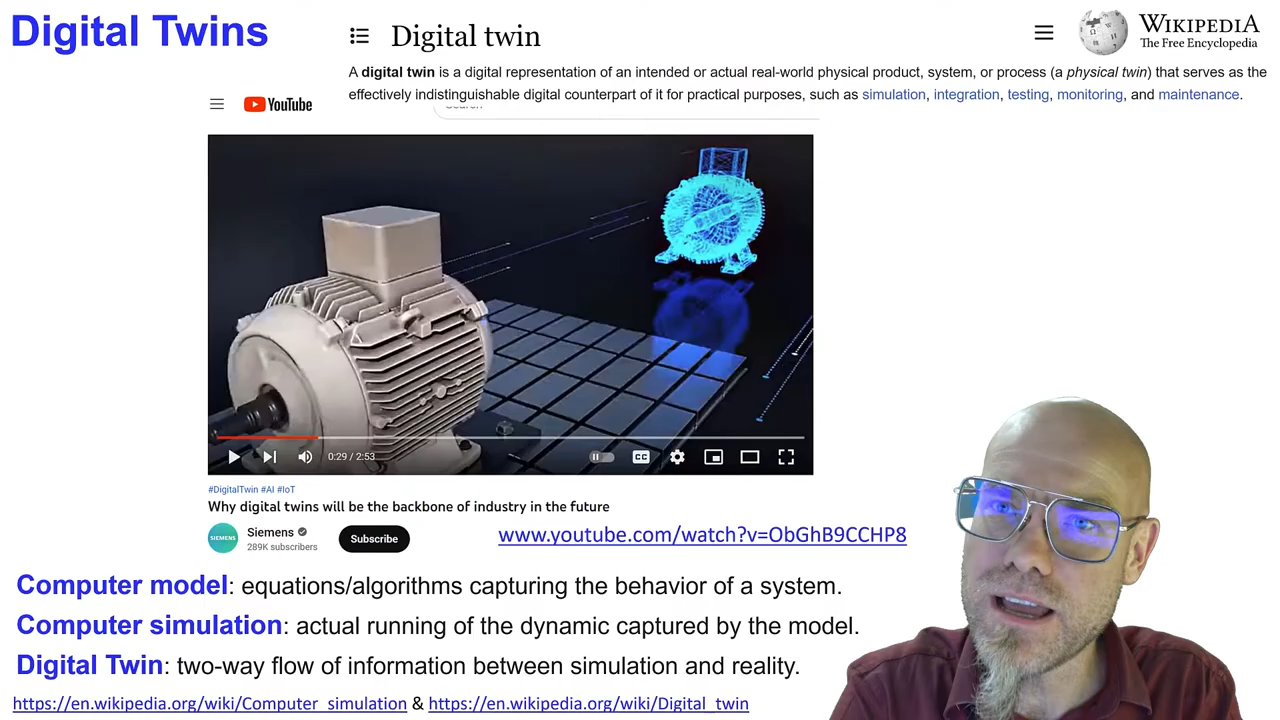 Digital Twins
Digital twin
WIKIPEDIA
The Free Encyclopedia
A digital twin is a digital representation of an intended or actual real-world physical product, system, or process (a physical twin) that serves as the
effectively indistinguishable digital counterpart of it for practical purposes, such as simulation, integration, testing, monitoring, and maintenance.
YouTube
0:29 / 2:53
CC
#DigitalTwin #AI #IoT
Why digital twins will be the backbone of industry in the future
SIEMENS
Siemens
289K subscribers
Subscribe
www.youtube.com/watch?v=ObGhB9CCHP8
Computer model: equations/algorithms capturing the behavior of a system.
Computer simulation: actual running of the dynamic captured by the model.
Digital Twin: two-way flow of information between simulation and reality.
https://en.wikipedia.org/wiki/Computer_simulation & https://en.wikipedia.org/wiki/Digital_twin